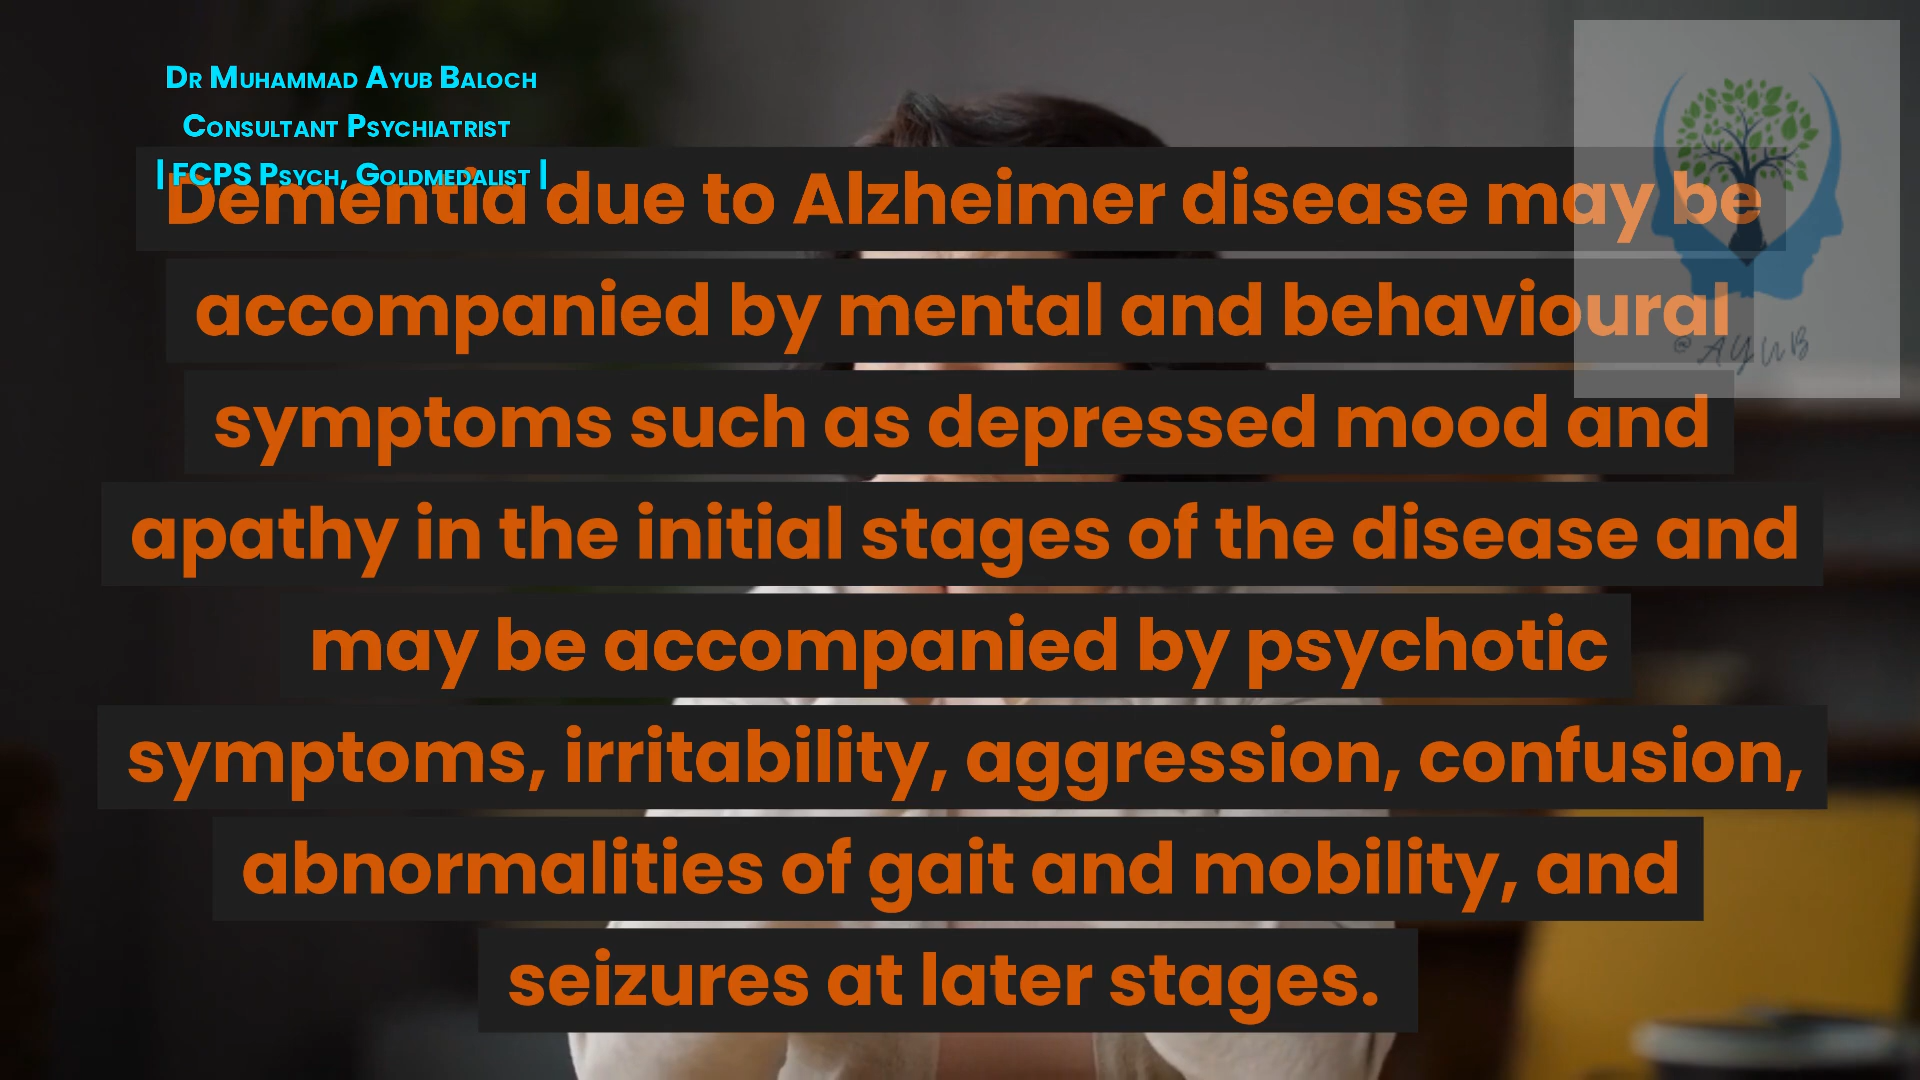 Dr Muhammad Ayub Baloch
Consultant Psychiatrist
| FCPS Psych, Goldmedalist |
Dementia due to Alzheimer disease may be
accompanied by mental and behavioural
symptoms such as depressed mood and
apathy in the initial stages of the disease and
may be accompanied by psychotic
symptoms, irritability, aggression, confusion,
abnormalities of gait and mobility, and
seizures at later stages.
@AYUB